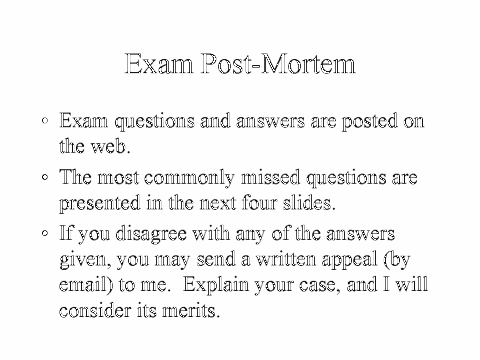 Exam Post-Mortem
• Exam questions and answers are posted on
the web.
• The most commonly missed questions are
presented in the next four slides.
• If you disagree with any of the answers
given, you may send a written appeal (by
email) to me.  Explain your case, and I will
consider its merits.